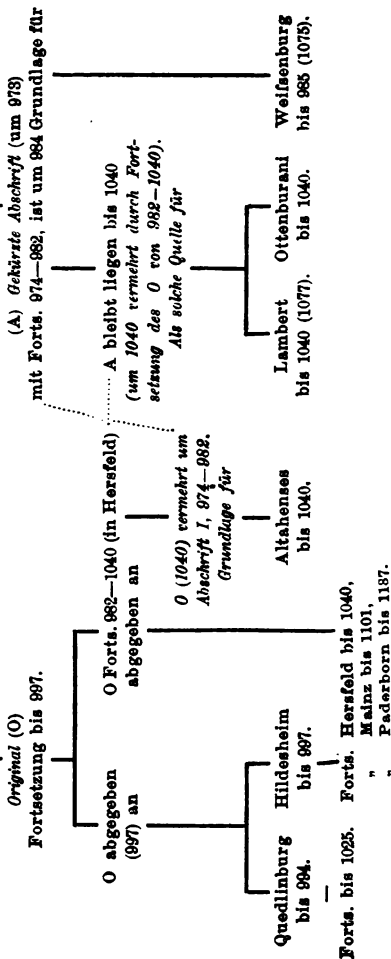 Original (O)
Fortsetzung bis 997.
O abgegeben
(997) an
Quedlinburg
bis 994.
Forts. bis 1025.
Hildesheim
bis 997.
Forts. Hersfeld bis 1040,
„ Mainz bis 1101,
„ Paderborn bis 1137.
O Forts. 982—1040 (in Hersfeld)
abgegeben an
O (1040) vermehrt um
Abschrift I, 974—982.
Grundlage für
Altahenses
bis 1040.
(A) Gekürzte Abschrift (um 973)
mit Forts. 974—982, ist um 984 Grundlage für
A bleibt liegen bis 1040
(um 1040 vermehrt durch Fort-
setzung des O von 982—1040).
Als solche Quelle für
Lambert
bis 1040 (1077).
Ottenburani
bis 1040.
Weißenburg
bis 985 (1075).